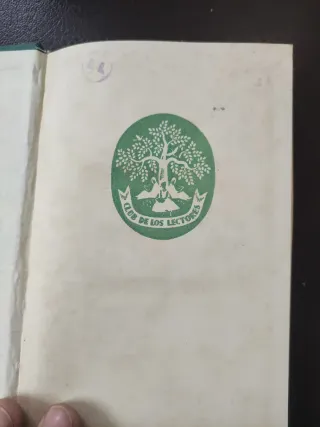 CLUB DE LOS LECTORES